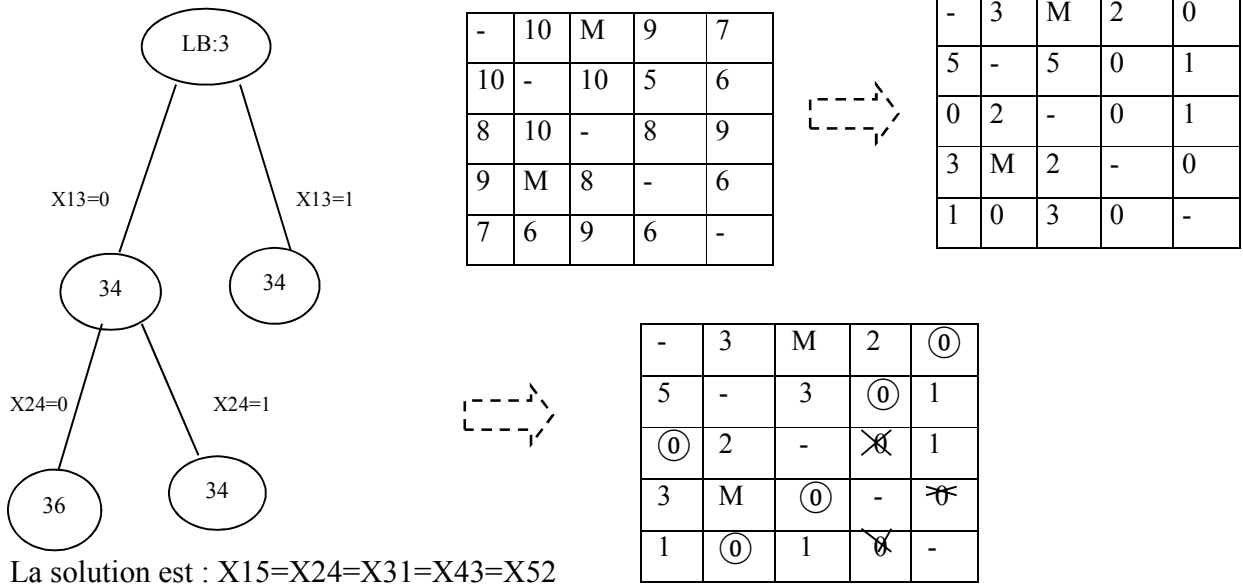 LB:3
X13=0
X13=1
34
34
X24=0
X24=1
36
34
- 10 M 9 7
10 - 10 5 6
8 10 - 8 9
9 M 8 - 6
7 6 9 6 -
- 3 M 2 0
5 - 5 0 1
0 2 - 0 1
3 M 2 - 0
1 0 3 0 -
- 3 M 2 0
5 - 3 0 1
0 2 - 0 1
3 M 0 - 0
1 0 1 0 -
La solution est : X15=X24=X31=X43=X52